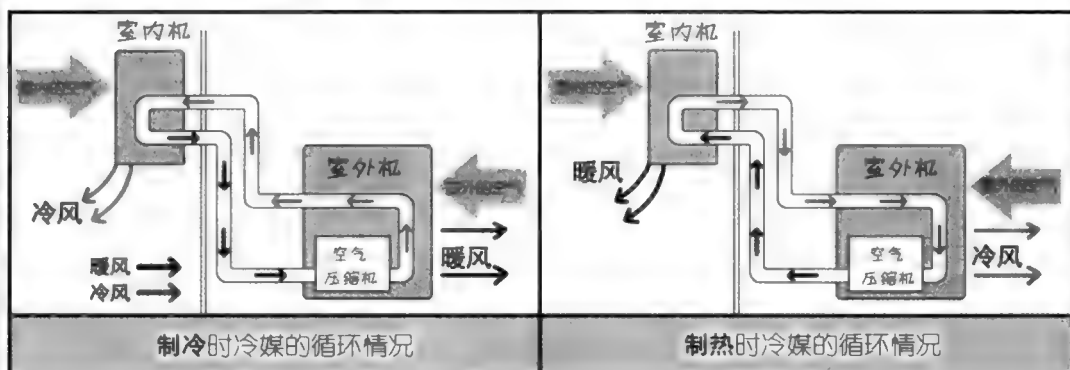 室内机
室外机
冷风
空气
压缩机
暖风
暖风
冷风
制冷时冷媒的循环情况
室内机
暖风
室外机
空气
压缩机
冷风
制热时冷媒的循环情况